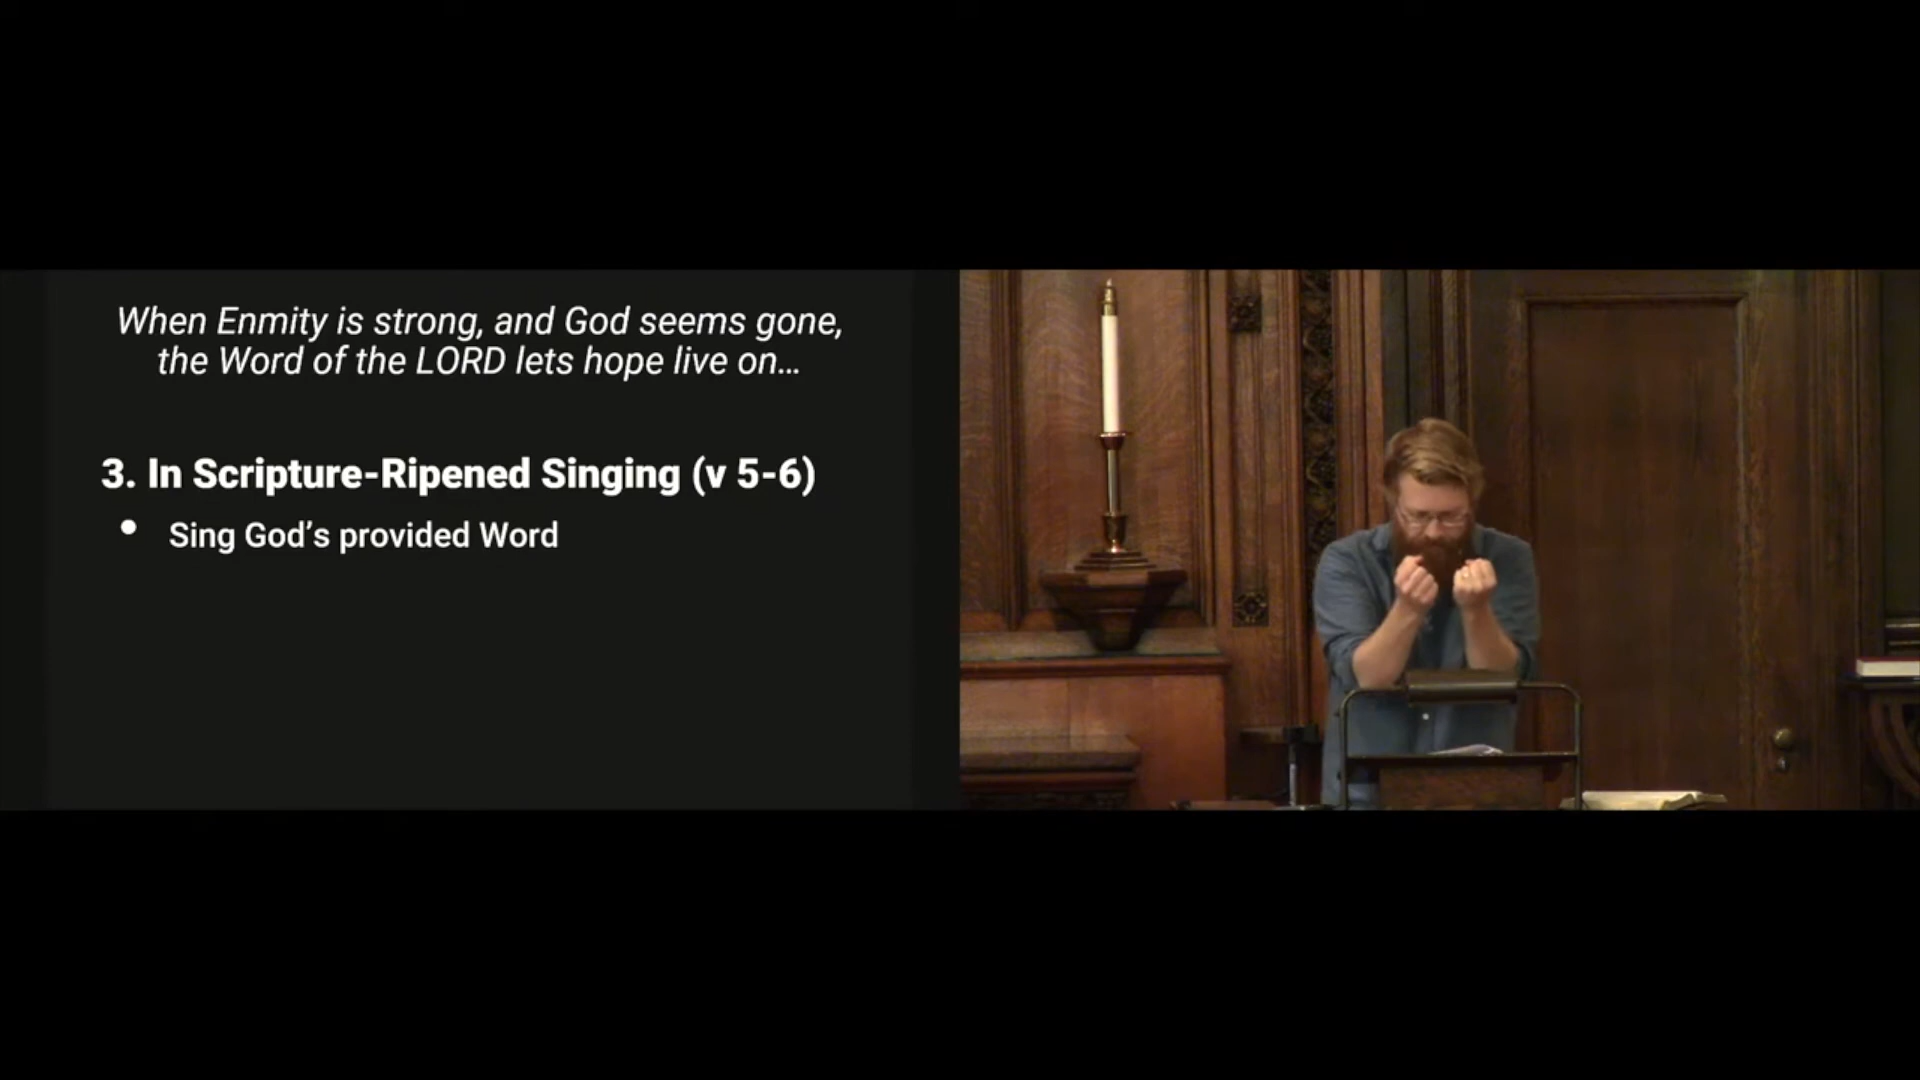 When Enmity is strong, and God seems gone,
the Word of the LORD lets hope live on...
3. In Scripture-Ripened Singing (v 5-6)
• Sing God’s provided Word